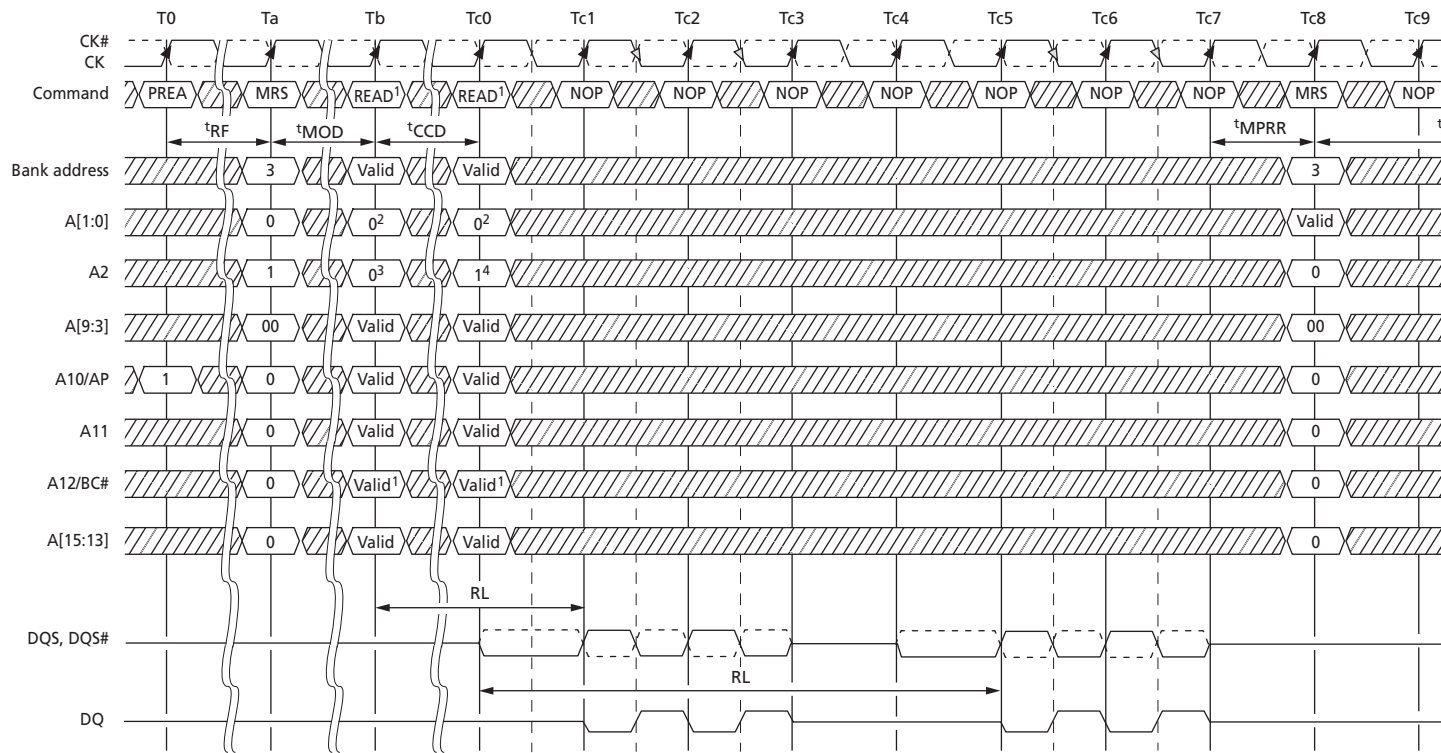 T0 Ta Tb Tc0 Tc1 Tc2 Tc3 Tc4 Tc5 Tc6 Tc7 Tc8 Tc9
CK#
CK
Command PREA MRS READ¹ READ¹ NOP NOP NOP NOP NOP NOP NOP MRS NOP
ᵗRF ᵗMOD ᵗCCD ᵗMPRR t
Bank address 3 Valid Valid 3
A[1:0] 0 0² 0² Valid
A2 1 0³ 1⁴ 0
A[9:3] 00 Valid Valid 00
A10/AP 1 0 Valid Valid 0
A11 0 Valid Valid 0
A12/BC# 0 Valid¹ Valid¹ 0
A[15:13] 0 Valid Valid 0
RL
DQS, DQS#
RL
DQ